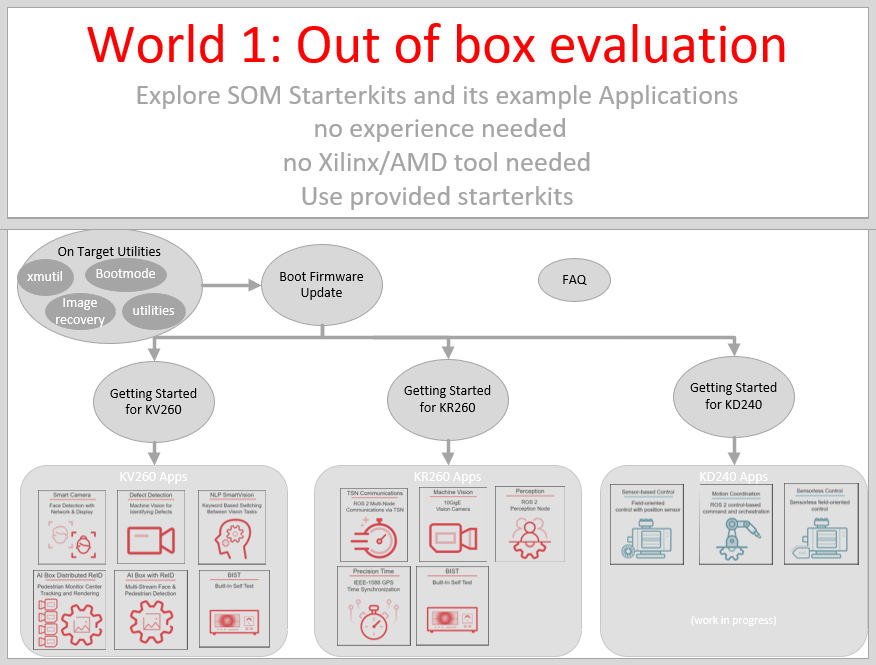 World 1: Out of box evaluation
Explore SOM Starterkits and its example Applications
no experience needed
no Xilinx/AMD tool needed
Use provided starterkits
On Target Utilities
xmutil
Bootmode
Image
recovery
utilities
Boot Firmware
Update
FAQ
Getting Started
for KV260
Getting Started
for KR260
Getting Started
for KD240
KV260 Apps
Smart Camera
Face Detection with
Network & Display
Defect Detection
Machine Vision for
Identifying Defects
NLP SmartVision
Keyword Based Switching
Between Vision Tasks
AI Box Distributed ReID
Pedestrian Monitor Center
Tracking and Rendering
AI Box with ReID
Multi-Stream Face &
Pedestrian Detection
BIST
Built-In Self Test
KR260 Apps
TSN Communications
ROS 2 Multi-Node
Communications via TSN
Machine Vision
10GigE
Vision Camera
Perception
ROS 2
Perception Node
Precision Time
IEEE-1588 GPS
Time Synchronization
BIST
Built-In Self Test
KD240 Apps
Sensor-based Control
Field-oriented
control with position sensor
Motion Coordination
ROS 2 control-based
command and orchestration
Sensorless Control
Sensorless field-oriented
control
(work in progress)